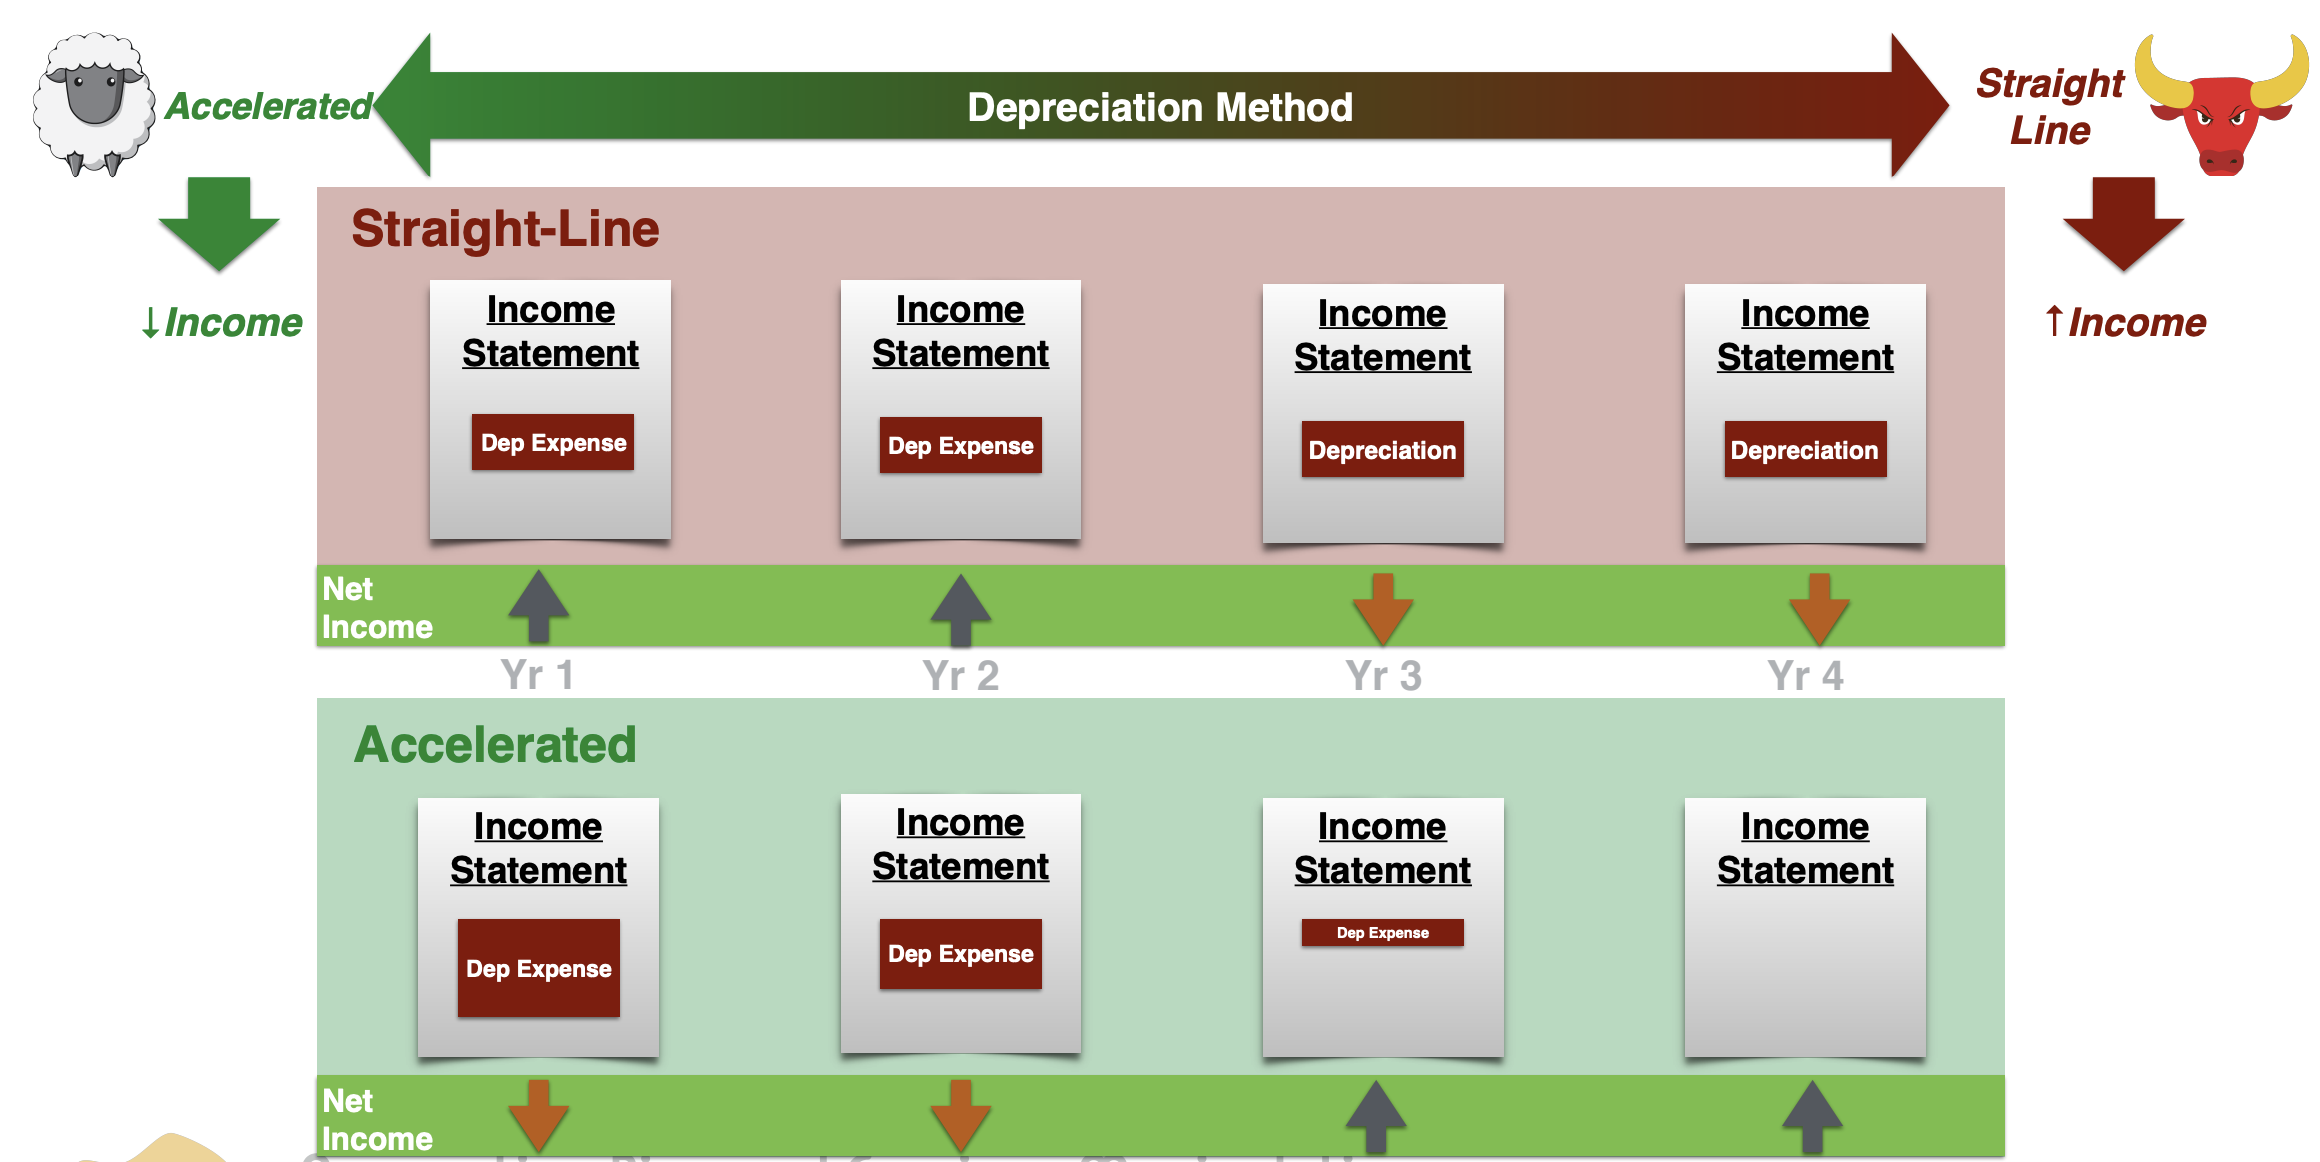 Accelerated
Depreciation Method
Straight
Line
↓Income
↑Income
Straight-Line
Income
Statement
Dep Expense
Income
Statement
Dep Expense
Income
Statement
Depreciation
Income
Statement
Depreciation
Net
Income
Yr 1
Yr 2
Yr 3
Yr 4
Accelerated
Income
Statement
Dep Expense
Income
Statement
Dep Expense
Income
Statement
Dep Expense
Income
Statement
Net
Income